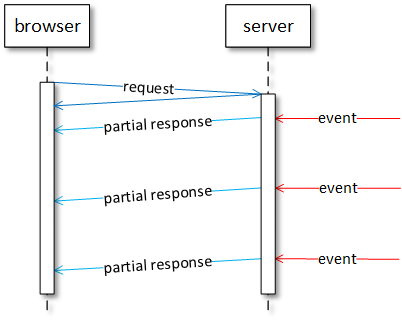 browser
server
request
partial response
event
partial response
event
partial response
event